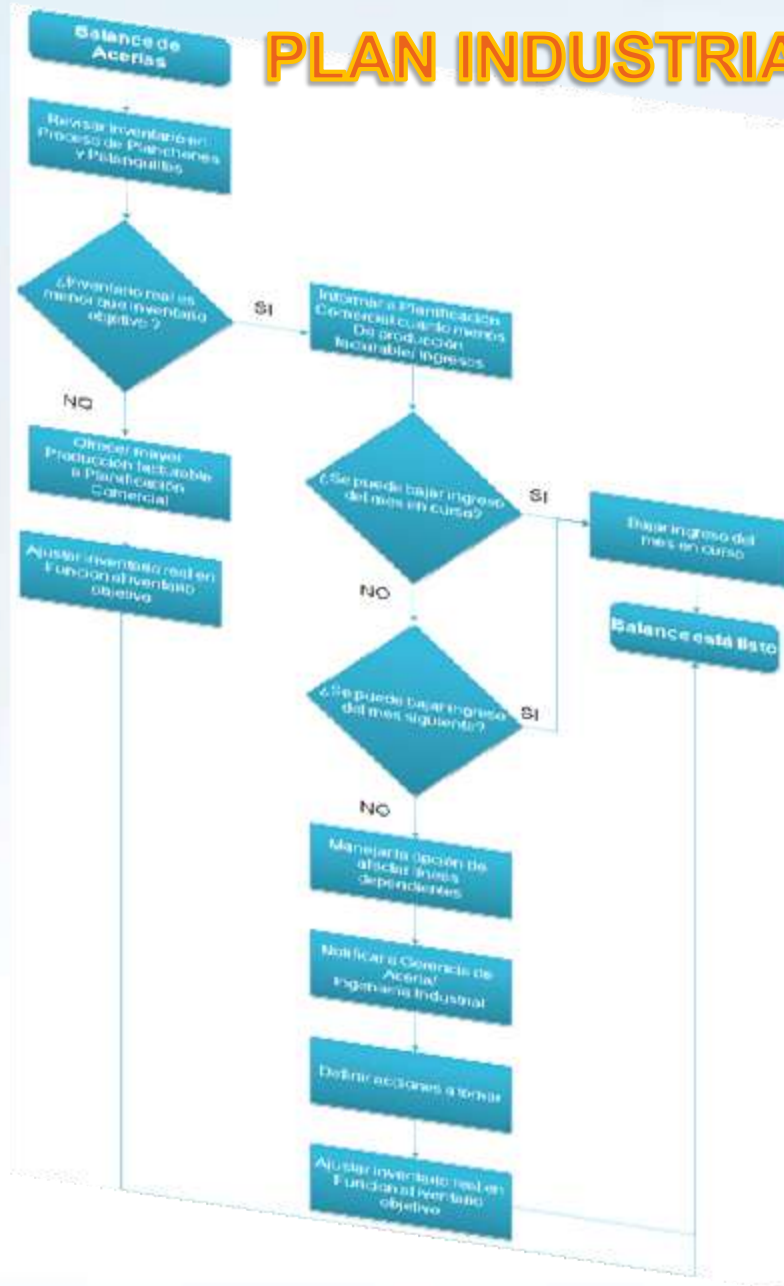 PLAN INDUSTRIA
Balance de
Acerías
Revisar inventario en
Proceso de Planchones
y Palanquillas
¿Inventario real es
menor que inventario
objetivo ?
SI
NO
Informar a Planificación
Comercial cuanto menos
De producción
facturable/ ingresos
Ofrecer mayor
Producción facturable
a Planificación
Comercial
Ajustar inventario real en
Función al iventario
objetivo
¿Se puede bajar ingreso
del mes en curso?
SI
NO
Bajar ingreso del
mes en curso
Balance está listo
¿Se puede bajar ingreso
del mes siguiente?
SI
NO
Manejar la opción de
afectar líneas
dependientes
Notificar a Gerencia de
Acería/
Ingeniería Industrial
Definir acciones a tomar
Ajustar inventario real en
Función al iventario
objetivo